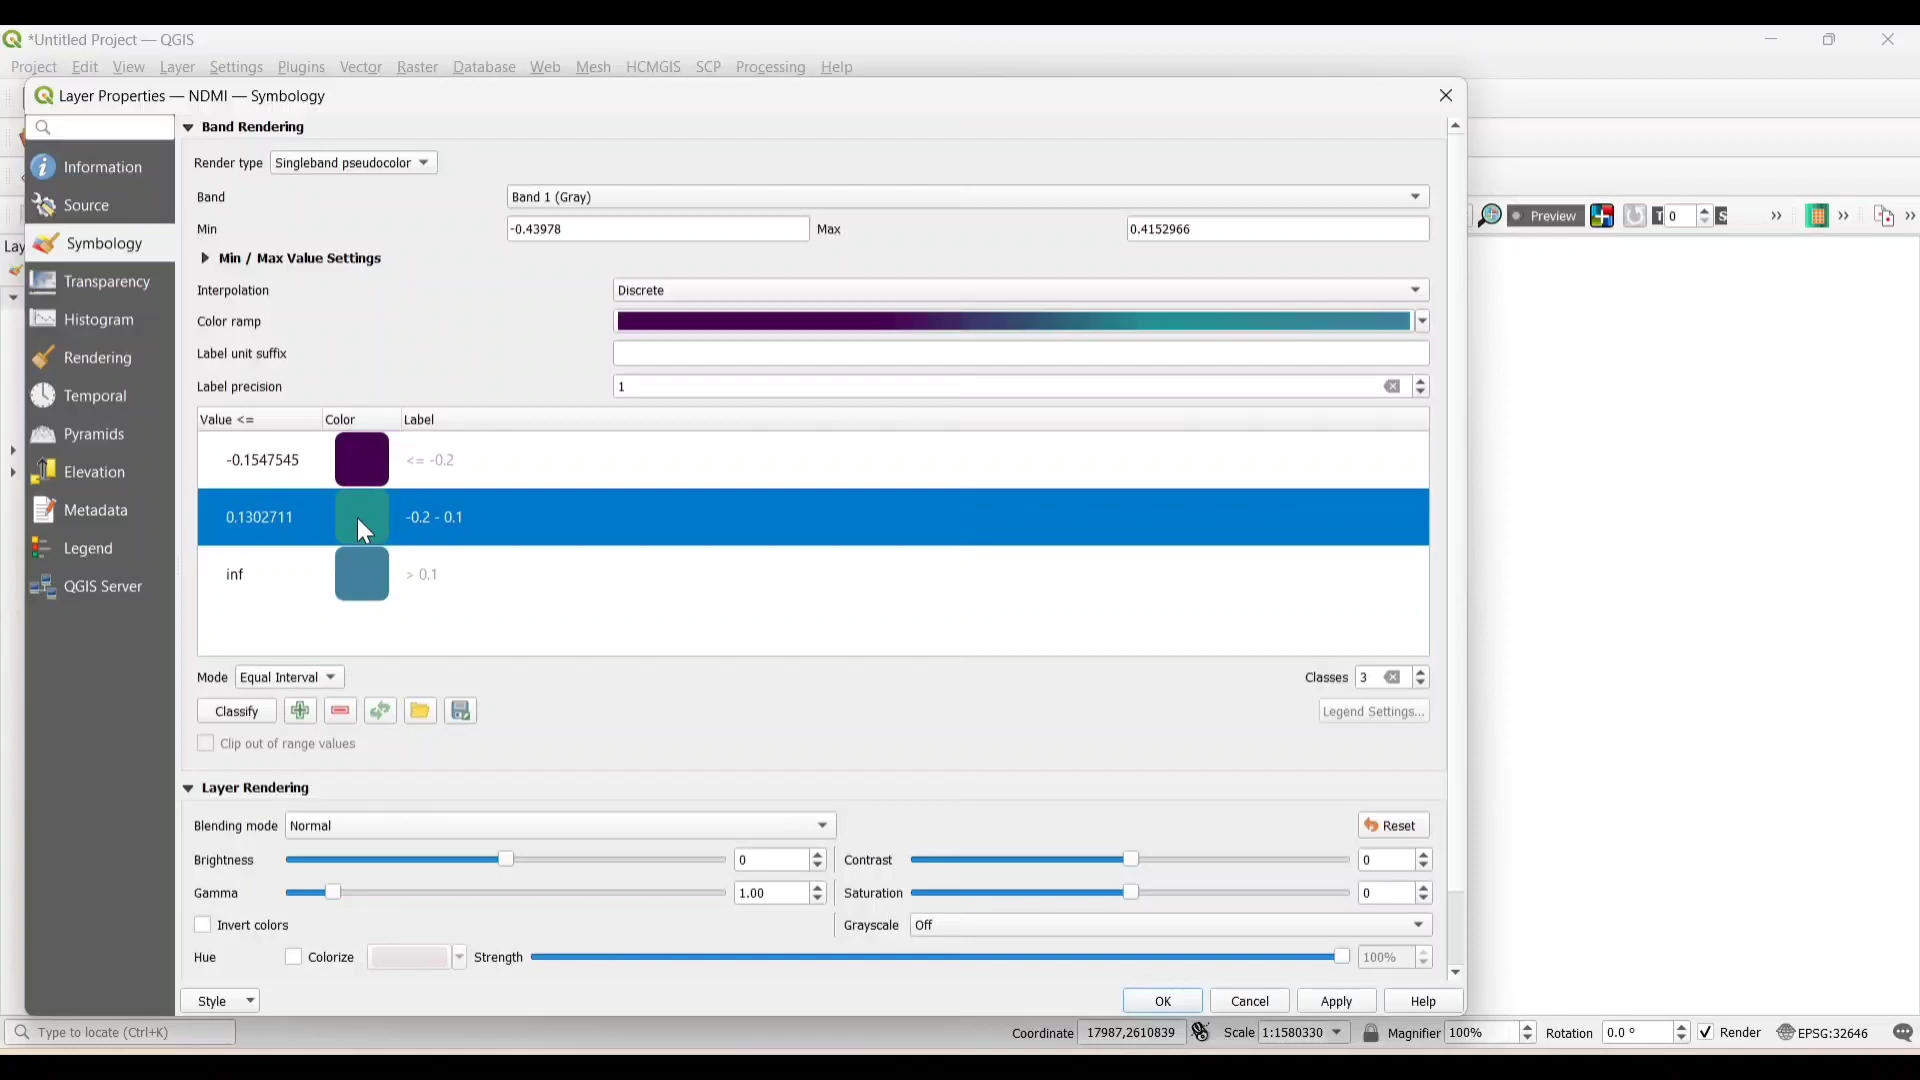 *Untitled Project — QGIS
Project Edit View Layer Settings Plugins Vector Raster Database Web Mesh HCMGIS SCP Processing Help
Layer Properties — NDMI — Symbology
Band Rendering
Information
Render type Singleband pseudocolor
Source
Band Band 1 (Gray)
Preview T 0 S » » »
Min -0.43978 Max 0.4152966
Lay Symbology
Min / Max Value Settings
Transparency
Interpolation Discrete
Histogram
Color ramp
Label unit suffix
Rendering
Label precision 1
Temporal
Value <= Color Label
Pyramids
-0.1547545 <= -0.2
Elevation
Metadata
0.1302711 -0.2 - 0.1
Legend
inf > 0.1
QGIS Server
Mode Equal Interval Classes 3
Classify Legend Settings...
Clip out of range values
Layer Rendering
Blending mode Normal Reset
Brightness 0 Contrast 0
Gamma 1.00 Saturation 0
Invert colors Grayscale Off
Hue Colorize Strength 100%
Style OK Cancel Apply Help
Type to locate (Ctrl+K) Coordinate 17987,2610839 Scale 1:1580330 Magnifier 100% Rotation 0.0 ° Render EPSG:32646